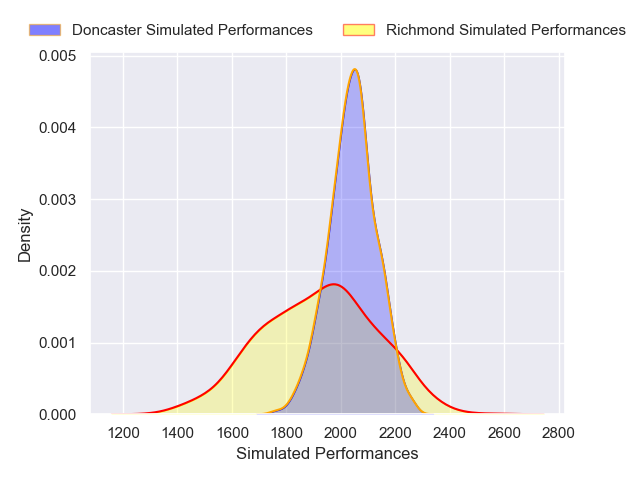 Doncaster Simulated Performances Richmond Simulated Performances
0.005
0.004
0.003
0.002
0.001
0.000
Density
1200 1400 1600 1800 2000 2200 2400 2600 2800
Simulated Performances